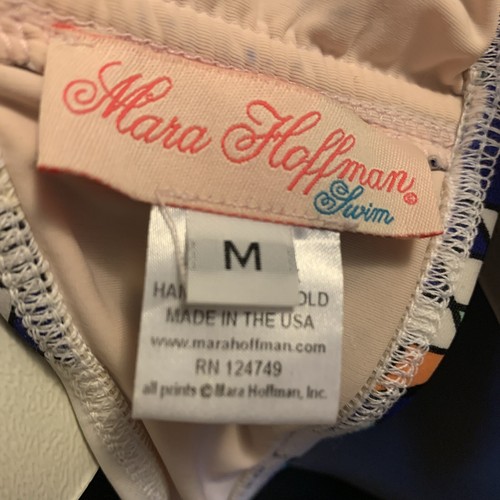 Mara Hoffman®
Swim
M
HAN OLD
MADE IN THE USA
www.marahoffman.com
RN 124749
all prints © Mara Hoffman, Inc.